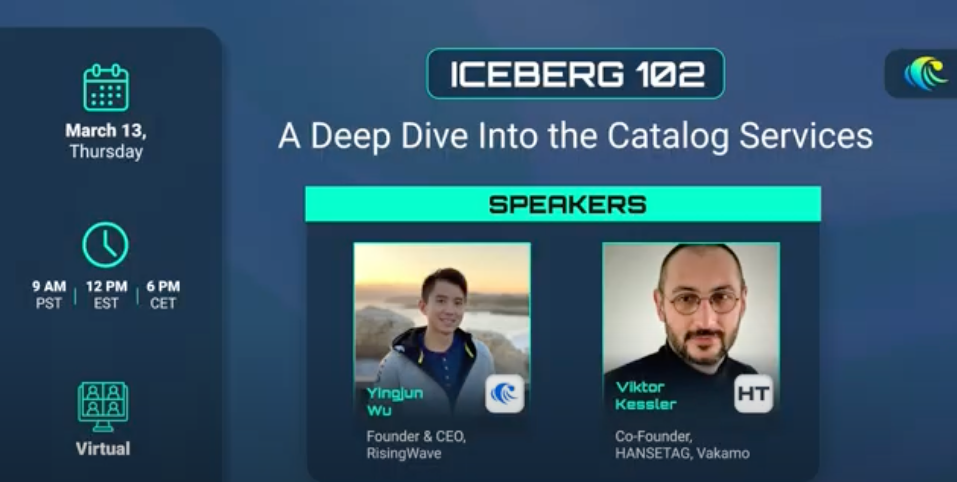 March 13,
Thursday
9 AM
PST
12 PM
EST
6 PM
CET
Virtual
ICEBERG 102
A Deep Dive Into the Catalog Services
SPEAKERS
Yingjun
Wu
Founder & CEO,
RisingWave
Viktor
Kessler
HT
Co-Founder,
HANSETAG, Vakamo